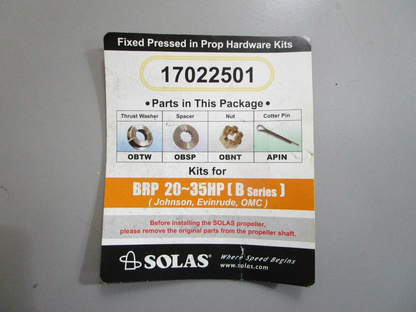 Fixed Pressed in Prop Hardware Kits
17022501
•Parts in This Package•
Thrust Washer Spacer Nut Cotter Pin
OBTW OBSP OBNT APIN
Kits for
BRP 20~35HP ( B Series )
( Johnson, Evinrude, OMC )
Before installing the SOLAS propeller,
please remove the original parts from the propeller shaft.
SOLAS® Where Speed Begins
www.solas.com